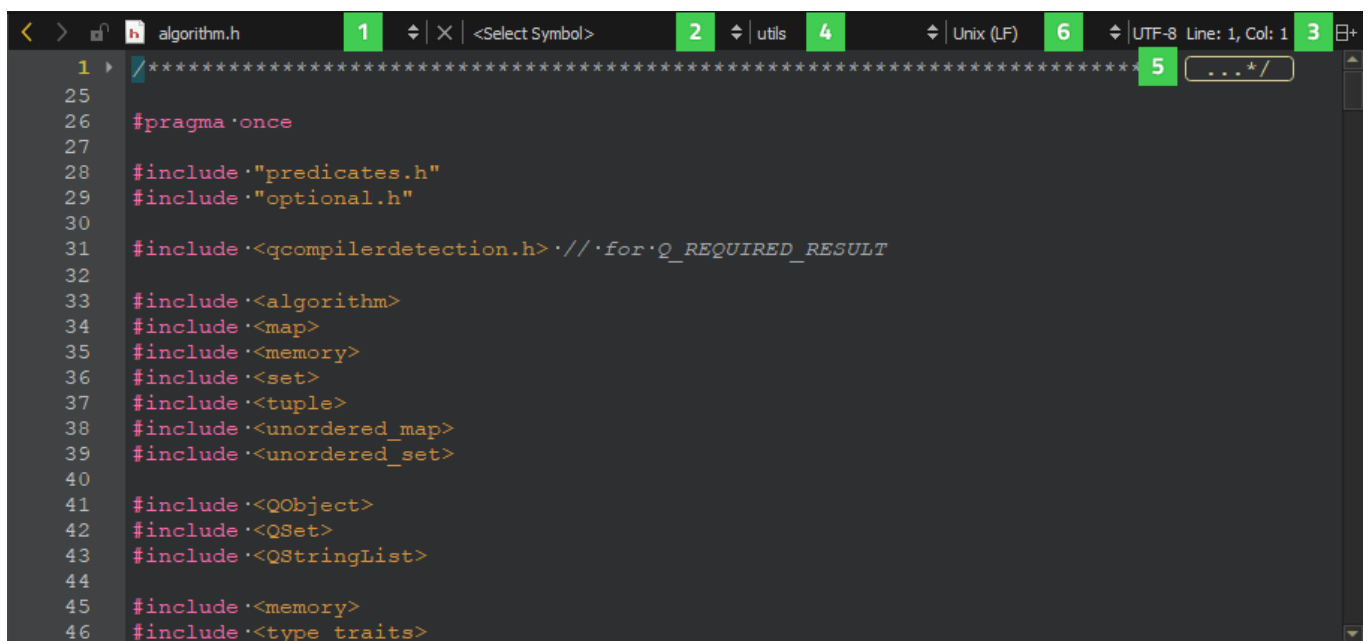 h algorithm.h 1 <Select Symbol> 2 utils 4 Unix (LF) 6 UTF-8 Line: 1, Col: 1 3
1 /************************************************************************** 5 ...*/
25
26 #pragma·once
27
28 #include·"predicates.h"
29 #include·"optional.h"
30
31 #include·<qcompilerdetection.h>·//·for·Q_REQUIRED_RESULT
32
33 #include·<algorithm>
34 #include·<map>
35 #include·<memory>
36 #include·<set>
37 #include·<tuple>
38 #include·<unordered_map>
39 #include·<unordered_set>
40
41 #include·<QObject>
42 #include·<QSet>
43 #include·<QStringList>
44
45 #include·<memory>
46 #include·<type_traits>